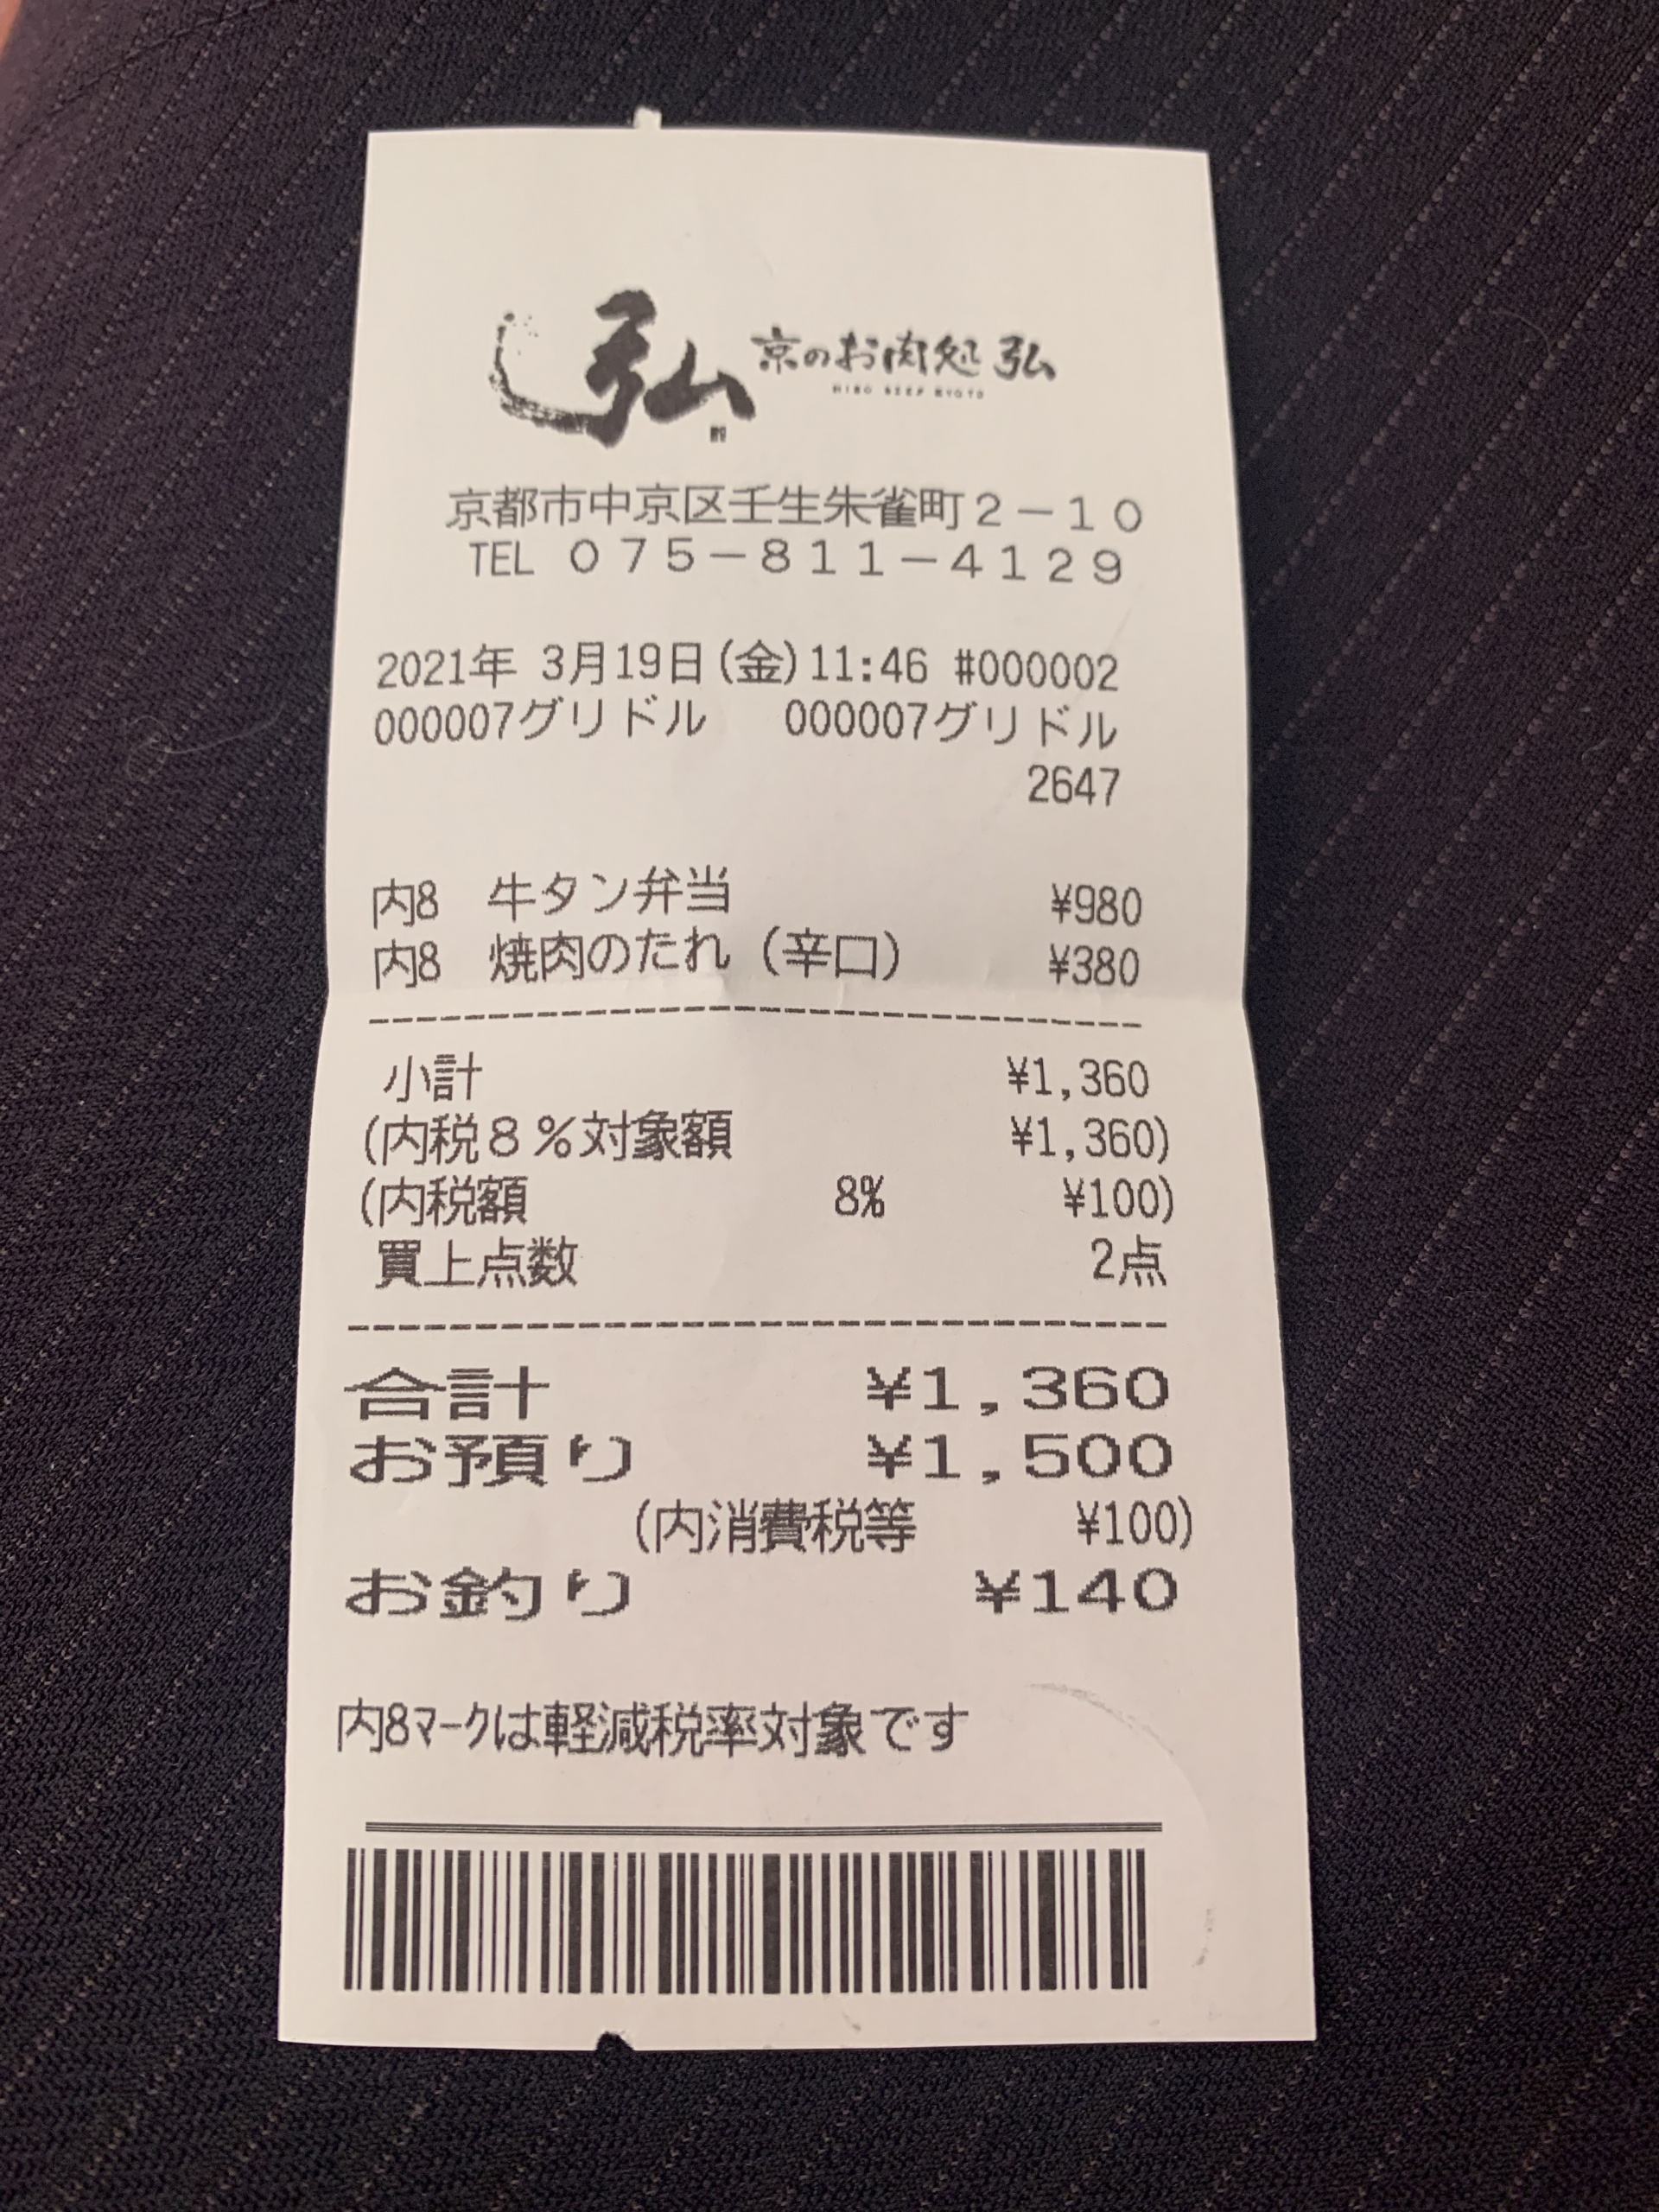 弘 京のお肉処 弘
HIRO BEEF KYOTO
京都市中京区壬生朱雀町２－１０
TEL ０７５－８１１－４１２９
2021年 3月19日(金)11:46 #000002
000007グリドル 000007グリドル
2647
内8 牛タン弁当 ¥980
内8 焼肉のたれ（辛口） ¥380
小計 ¥1,360
(内税８％対象額 ¥1,360)
(内税額 8% ¥100)
買上点数 2点
合計 ¥1,360
お預り ¥1,500
(内消費税等 ¥100)
お釣り ¥140
内8ﾏｰｸは軽減税率対象です